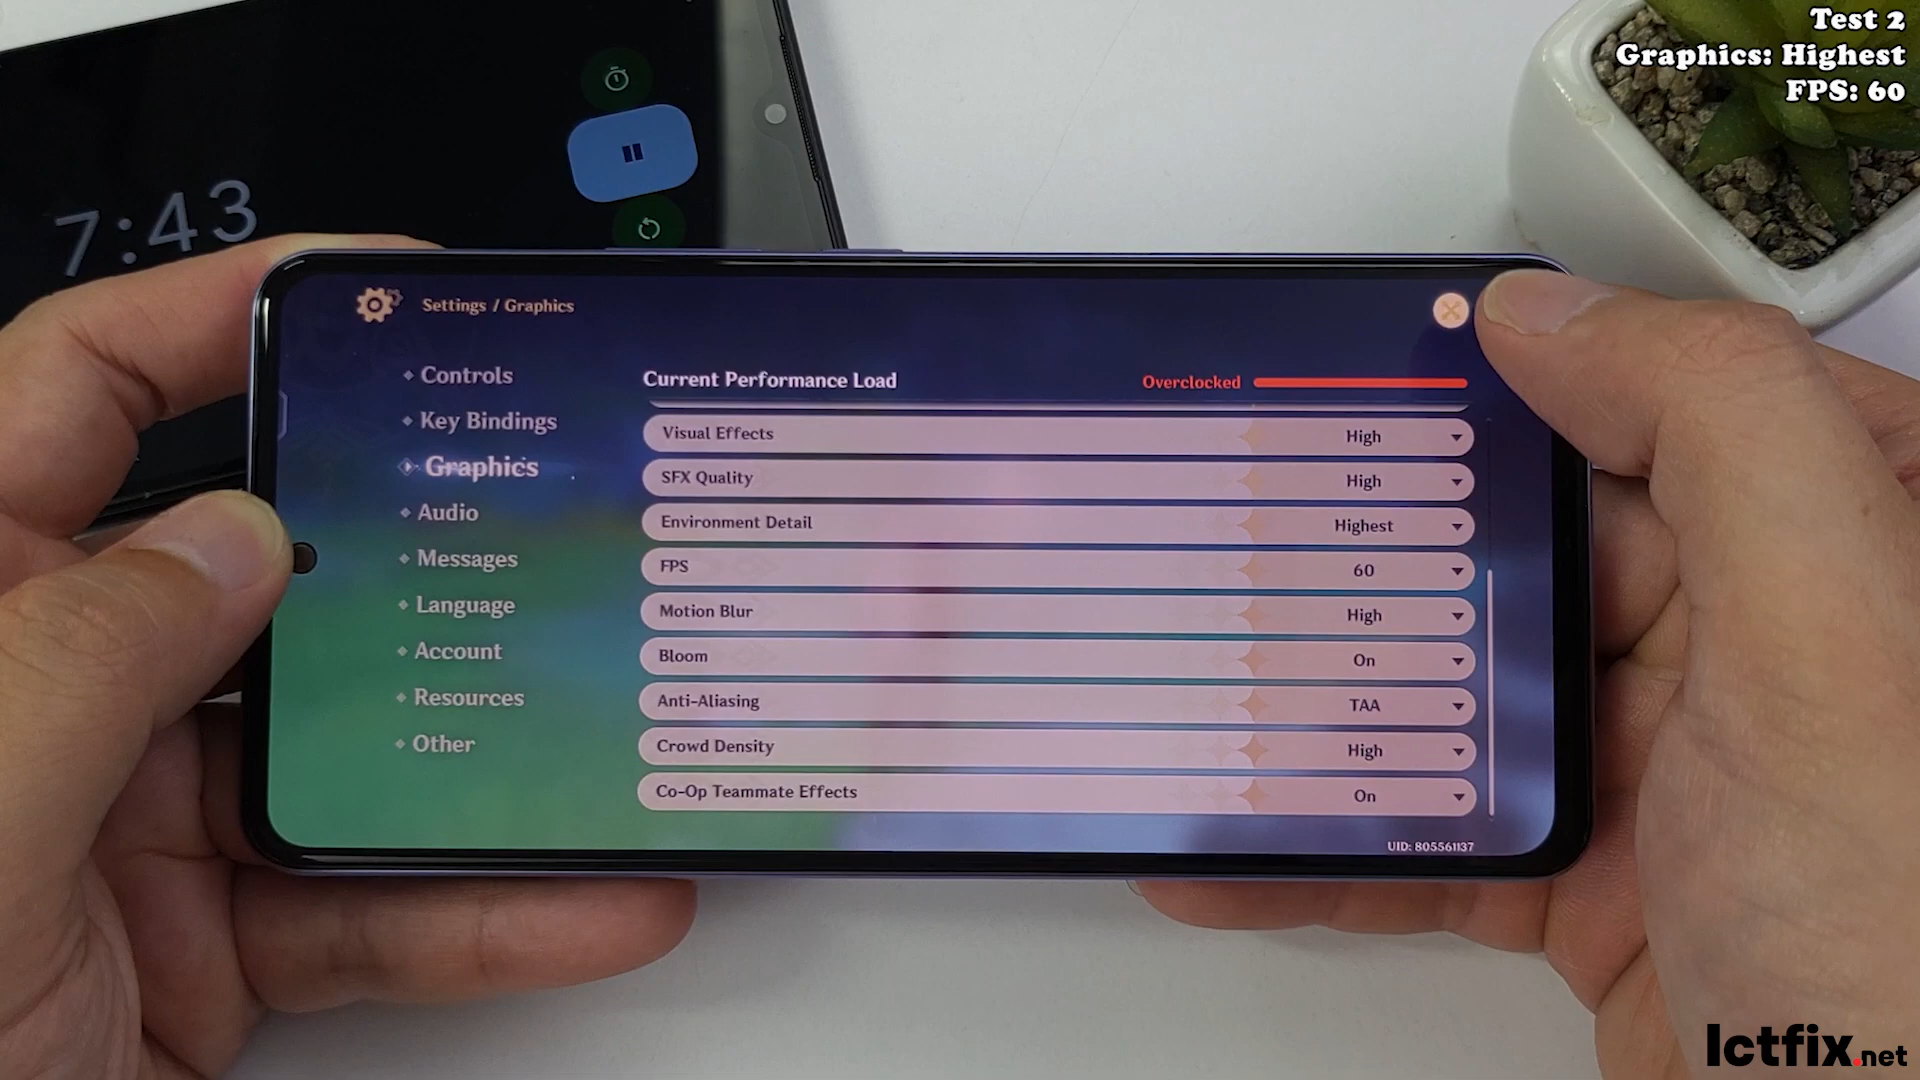 Test 2
Graphics: Highest
FPS: 60
7:43
Settings / Graphics
Controls
Key Bindings
Graphics
Audio
Messages
Language
Account
Resources
Other
Current Performance Load Overclocked
Visual Effects High
SFX Quality High
Environment Detail Highest
FPS 60
Motion Blur High
Bloom On
Anti-Aliasing TAA
Crowd Density High
Co-Op Teammate Effects On
UID: 805561137
Ictfix.net